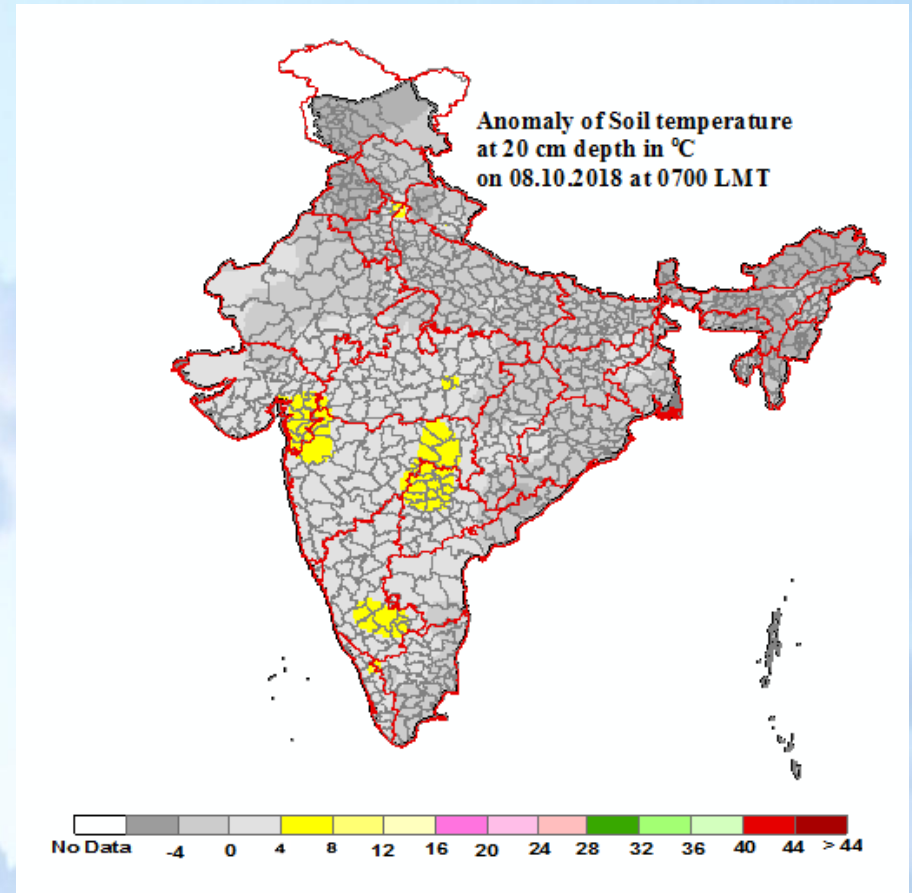 Anomaly of Soil temperature
at 20 cm depth in °C
on 08.10.2018 at 0700 LMT
No Data -4 0 4 8 12 16 20 24 28 32 36 40 44 > 44